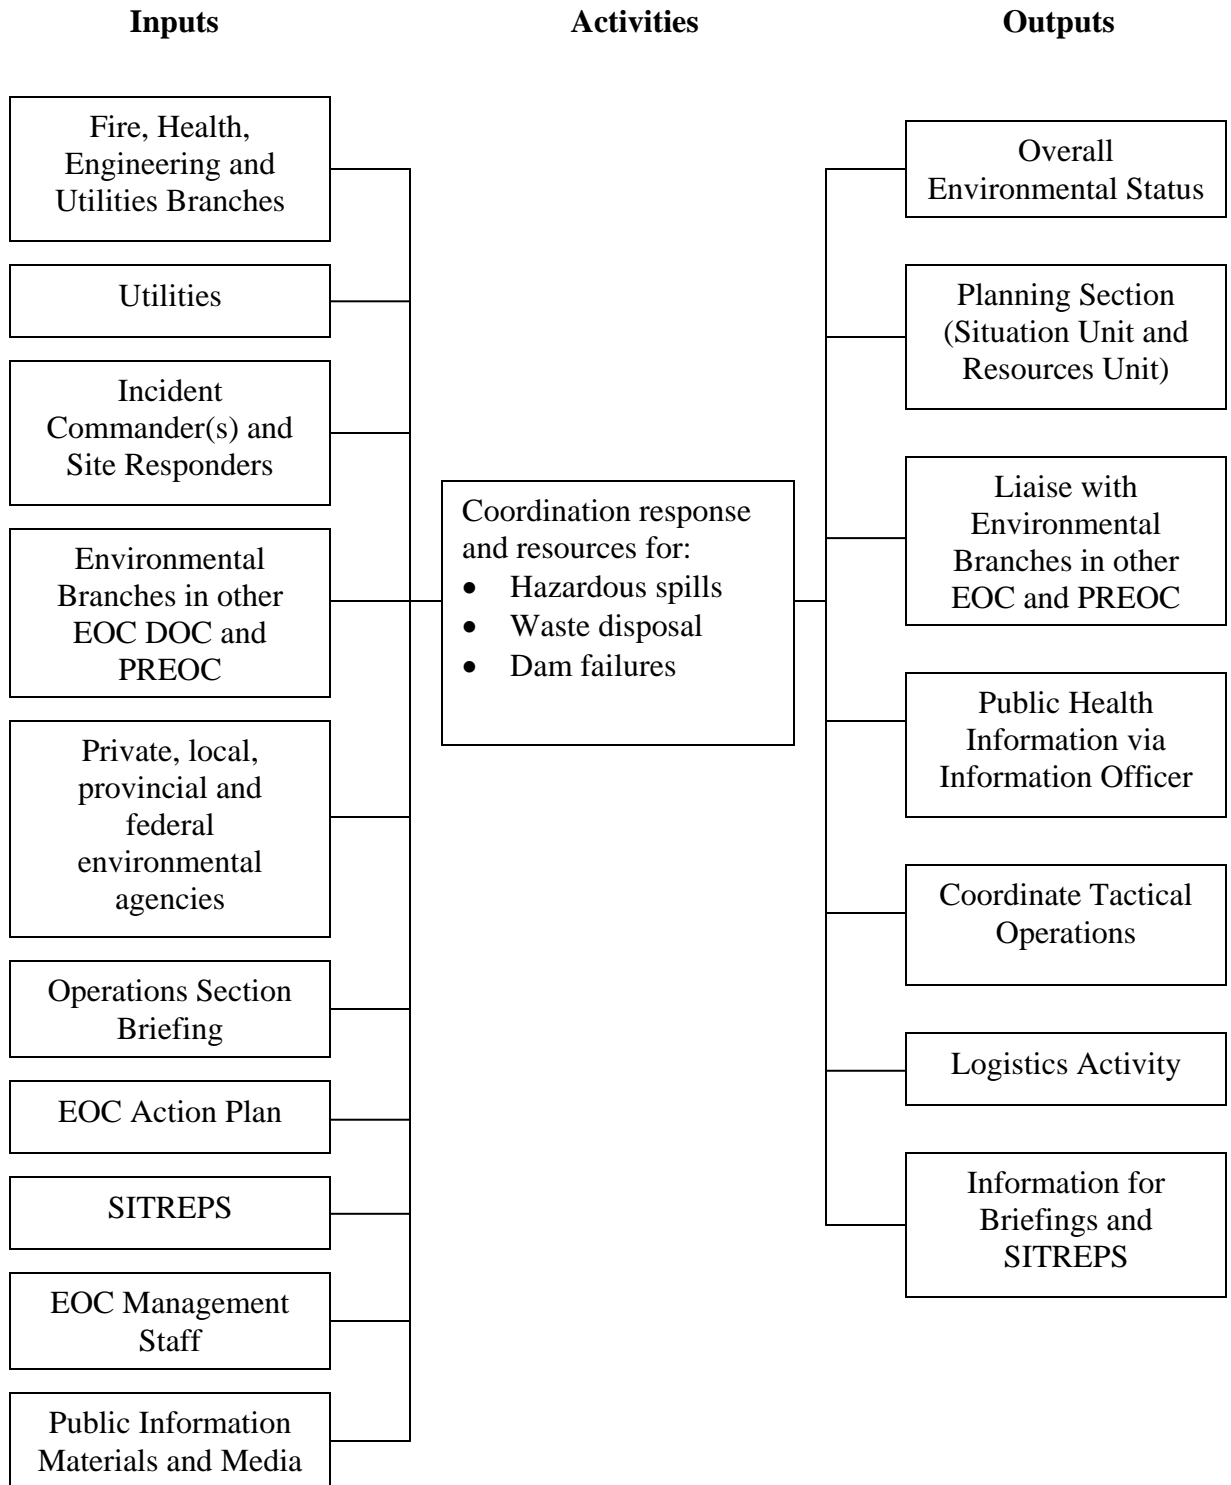 Inputs
Activities
Outputs
Fire, Health,
Engineering and
Utilities Branches
Utilities
Incident
Commander(s) and
Site Responders
Environmental
Branches in other
EOC DOC and
PREOC
Private, local,
provincial and
federal
environmental
agencies
Operations Section
Briefing
EOC Action Plan
SITREPS
EOC Management
Staff
Public Information
Materials and Media
Coordination response
and resources for:
• Hazardous spills
• Waste disposal
• Dam failures
Overall
Environmental Status
Planning Section
(Situation Unit and
Resources Unit)
Liaise with
Environmental
Branches in other
EOC and PREOC
Public Health
Information via
Information Officer
Coordinate Tactical
Operations
Logistics Activity
Information for
Briefings and
SITREPS